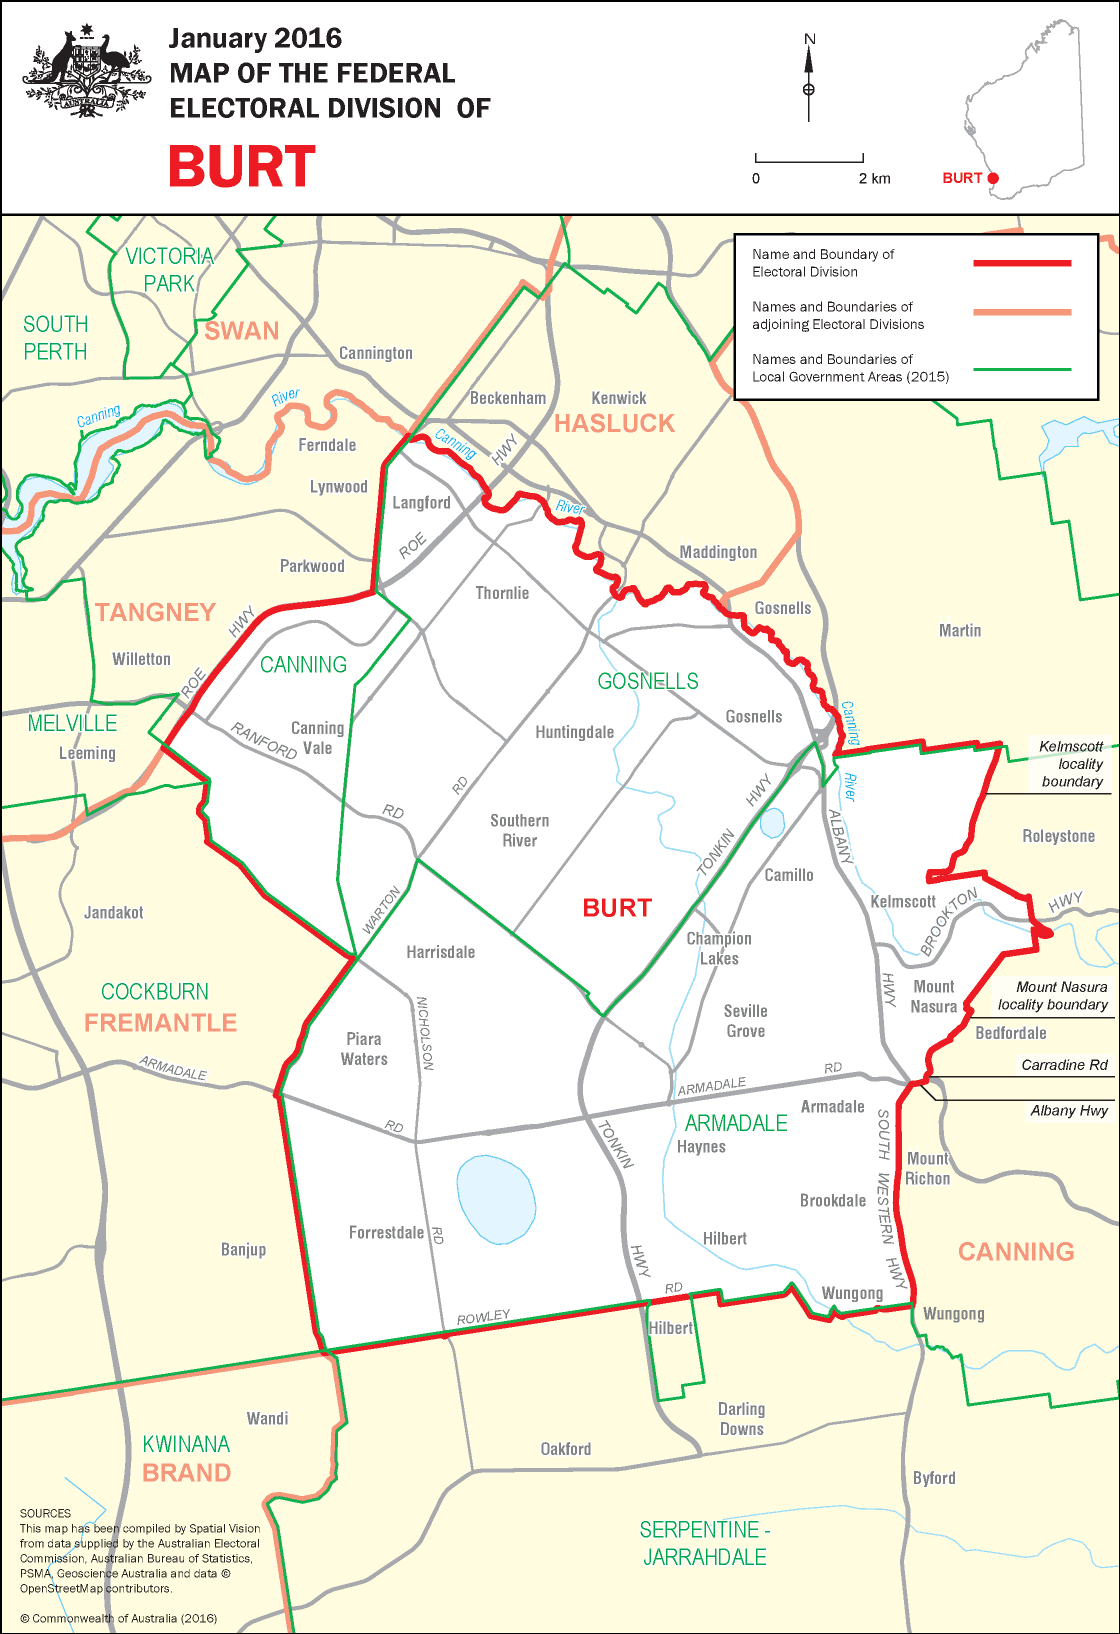 January 2016
MAP OF THE FEDERAL
ELECTORAL DIVISION OF
BURT
AUSTRALIA
N
0 2 km
BURT
Name and Boundary of
Electoral Division
Names and Boundaries of
adjoining Electoral Divisions
Names and Boundaries of
Local Government Areas (2015)
VICTORIA
PARK
SOUTH
PERTH
SWAN
Cannington
Canning
River
Beckenham
Kenwick
HASLUCK
Ferndale
Canning
HWY
Lynwood
Langford
River
ROE
Parkwood
Maddington
Thornlie
TANGNEY
HWY
Gosnells
Martin
Willetton
CANNING
ROE
GOSNELLS
MELVILLE
Leeming
RANFORD
Canning
Vale
Huntingdale
Gosnells
Canning
River
Kelmscott
locality
boundary
RD
RD
HWY
Southern
River
TONKIN
ALBANY
Roleystone
Camillo
Jandakot
WARTON
BURT
Kelmscott
BROOKTON
HWY
Harrisdale
Champion
Lakes
COCKBURN
FREMANTLE
NICHOLSON
HWY
Mount
Nasura
Mount Nasura
locality boundary
Seville
Grove
Bedfordale
Piara
Waters
ARMADALE
RD
ARMADALE
RD
Carradine Rd
Armadale
Albany Hwy
ARMADALE
TONKIN
Haynes
SOUTH WESTERN HWY
Mount
Richon
Brookdale
Forrestdale
RD
Hilbert
HWY
Banjup
CANNING
RD
Wungong
ROWLEY
Hilbert
Wungong
Wandi
Darling
Downs
KWINANA
BRAND
Oakford
Byford
SERPENTINE -
JARRAHDALE
SOURCES
This map has been compiled by Spatial Vision
from data supplied by the Australian Electoral
Commission, Australian Bureau of Statistics,
PSMA, Geoscience Australia and data ©
OpenStreetMap contributors.
© Commonwealth of Australia (2016)